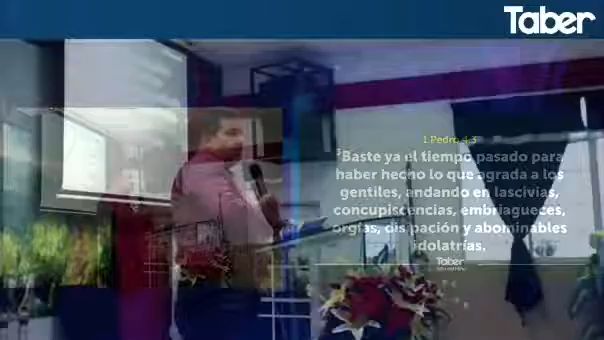 Taber
1 Pedro 4:3
³Baste ya el tiempo pasado para
haber hecho lo que agrada a los
gentiles, andando en lascivias,
concupiscencias, embriagueces,
orgías, disipación y abominables
idolatrías.
Taber